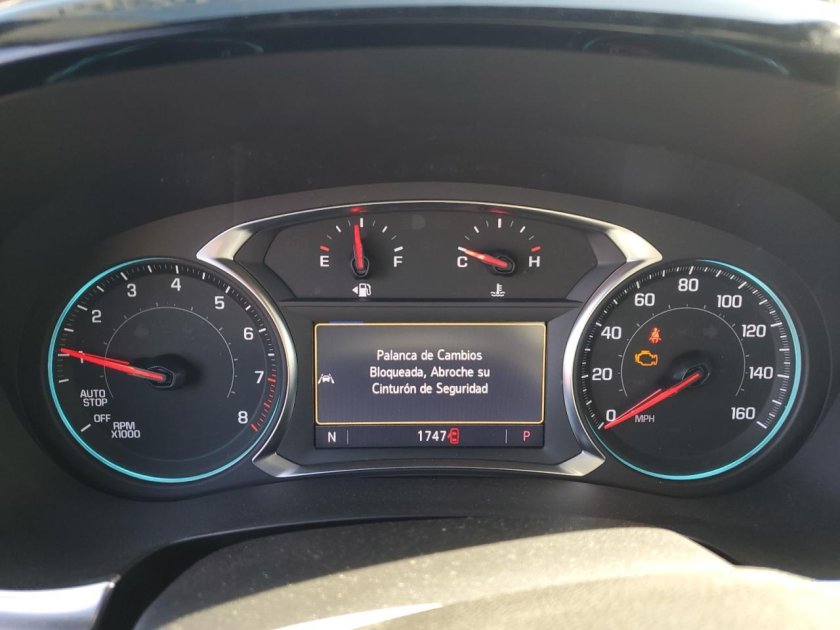 E F
C H
1
2
3
4
5
6
7
8
AUTO
STOP
OFF
RPM
X1000
Palanca de Cambios
Bloqueada, Abroche su
Cinturón de Seguridad
N 1747 P
0
20
40
60
80
100
120
140
160
MPH